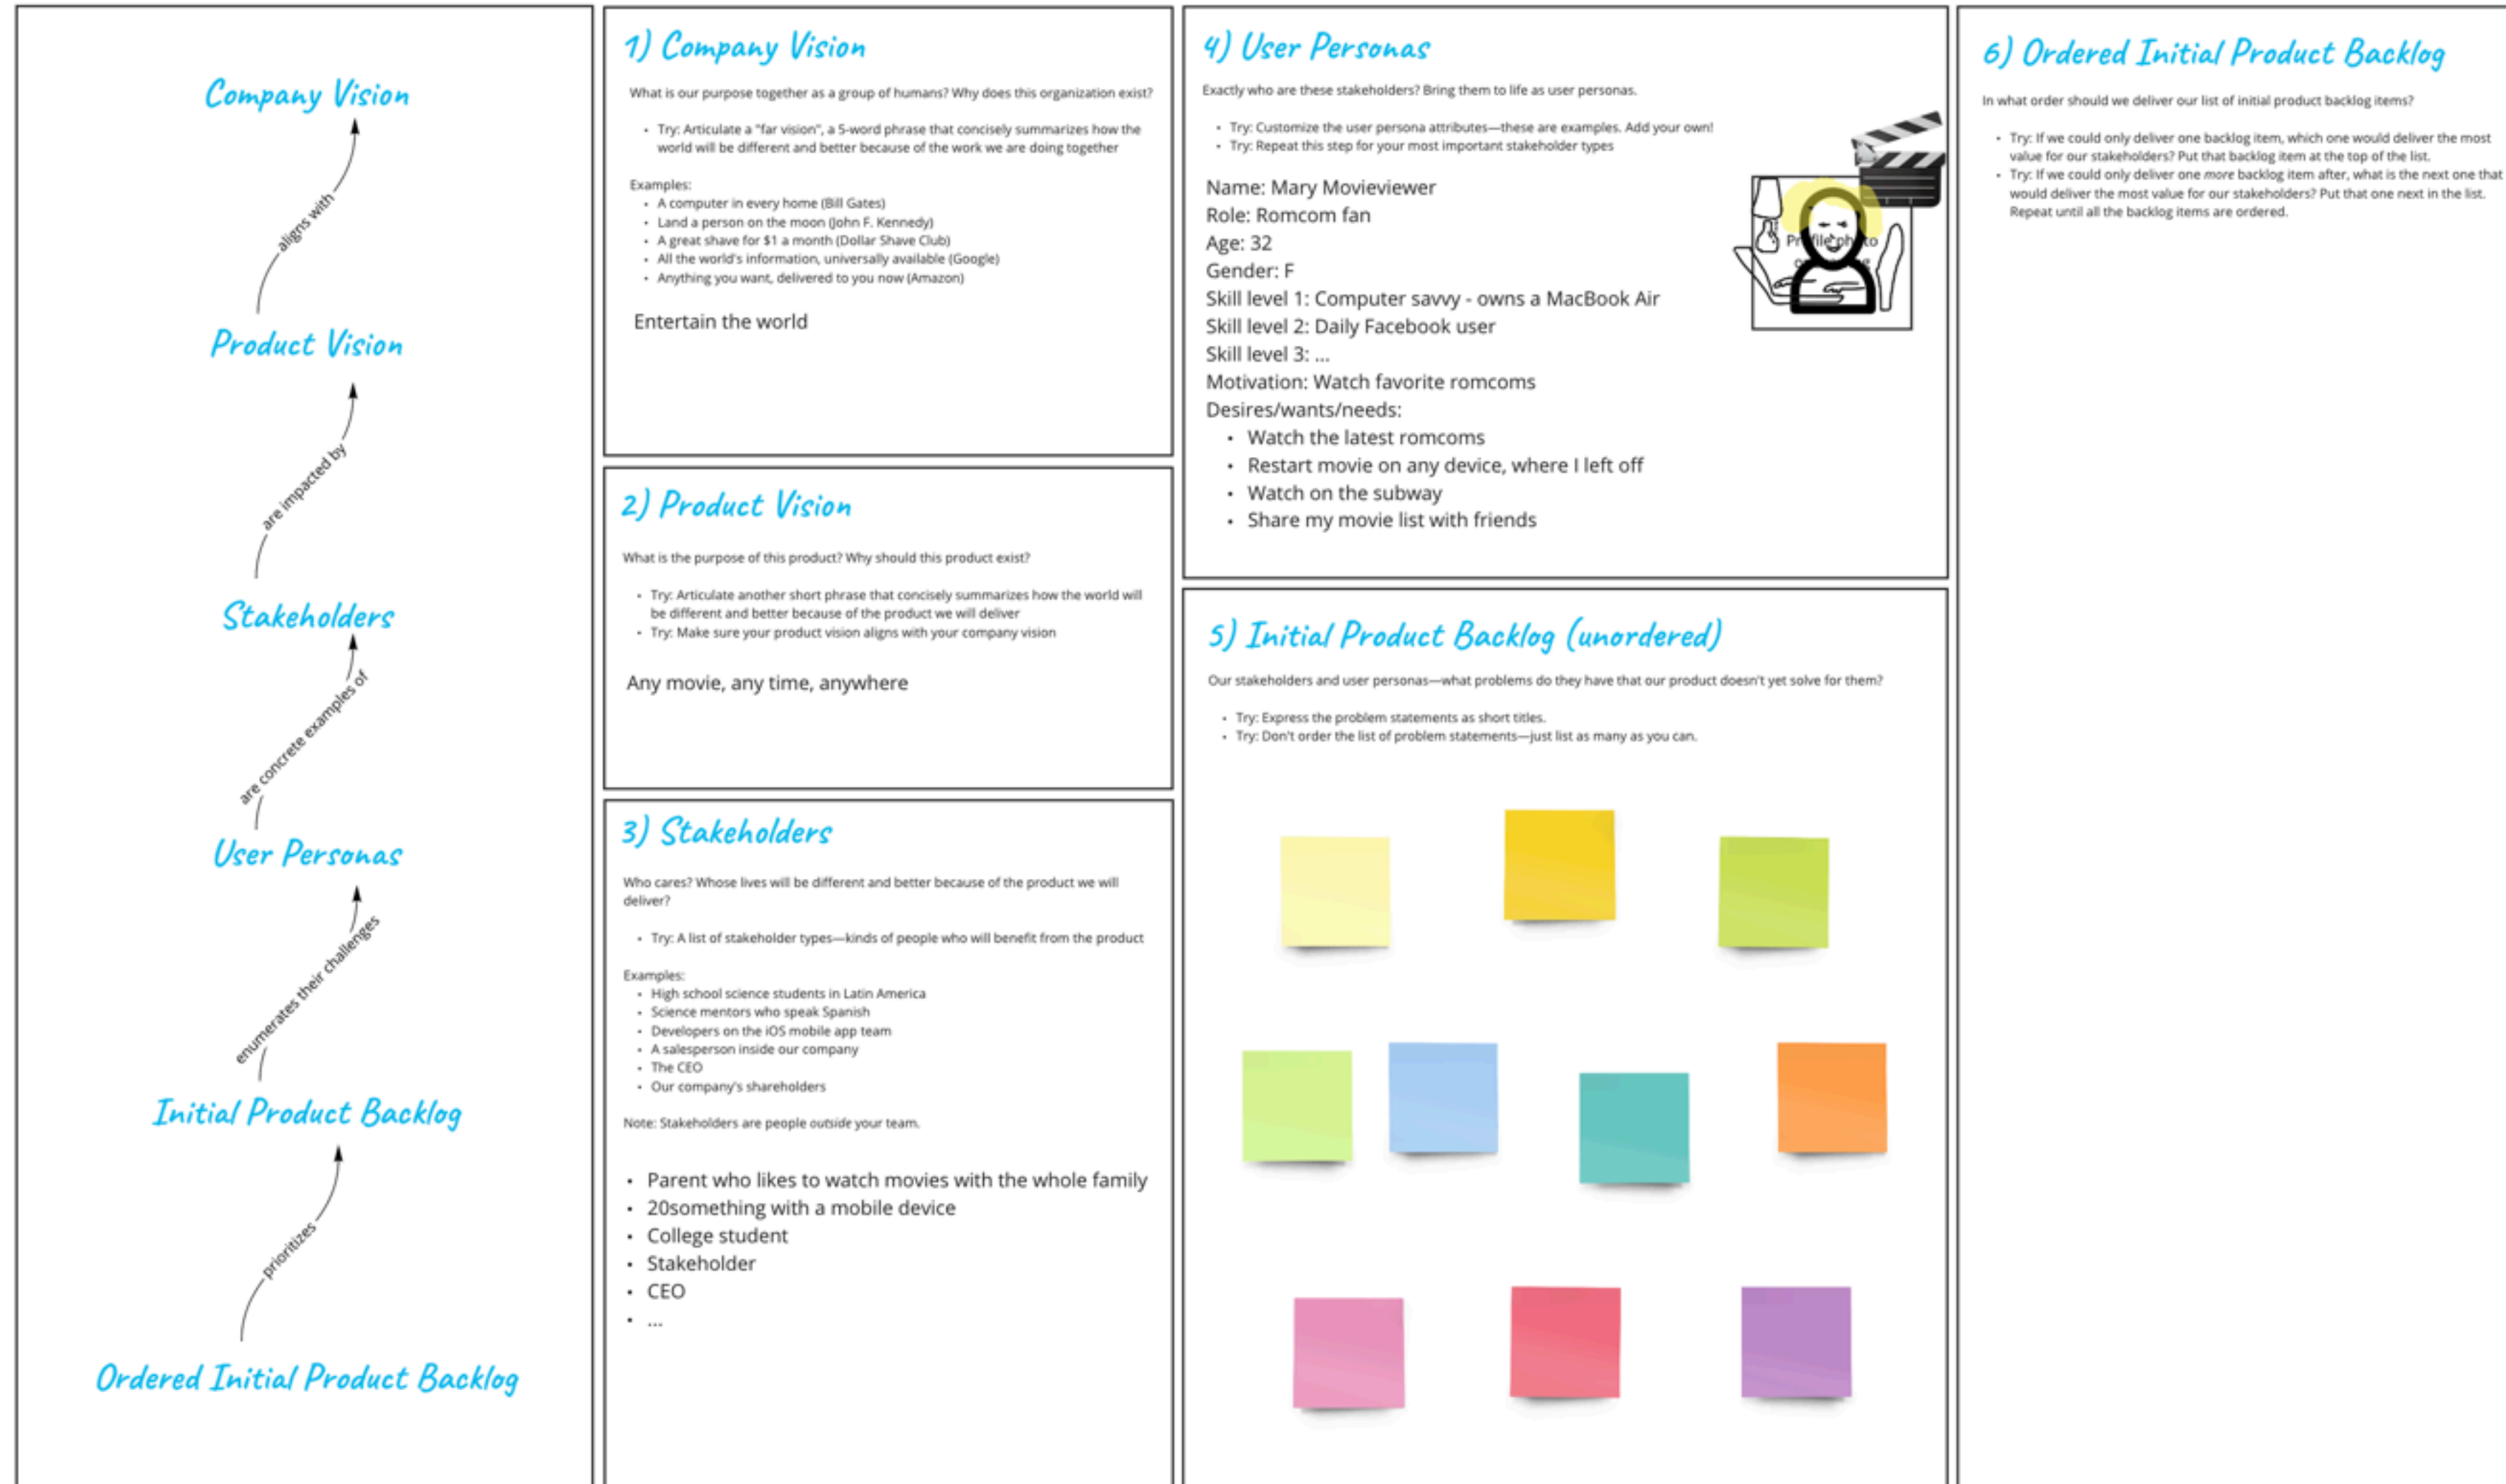 Company Vision
aligns with
Product Vision
are impacted by
Stakeholders
are concrete examples of
User Personas
enumerates their challenges
Initial Product Backlog
prioritizes
Ordered Initial Product Backlog
1) Company Vision
What is our purpose together as a group of humans? Why does this organization exist?
• Try: Articulate a "far vision", a 5-word phrase that concisely summarizes how the
world will be different and better because of the work we are doing together
Examples:
• A computer in every home (Bill Gates)
• Land a person on the moon (John F. Kennedy)
• A great shave for $1 a month (Dollar Shave Club)
• All the world's information, universally available (Google)
• Anything you want, delivered to you now (Amazon)
Entertain the world
2) Product Vision
What is the purpose of this product? Why should this product exist?
• Try: Articulate another short phrase that concisely summarizes how the world will
be different and better because of the product we will deliver
• Try: Make sure your product vision aligns with your company vision
Any movie, any time, anywhere
3) Stakeholders
Who cares? Whose lives will be different and better because of the product we will
deliver?
• Try: A list of stakeholder types—kinds of people who will benefit from the product
Examples:
• High school science students in Latin America
• Science mentors who speak Spanish
• Developers on the iOS mobile app team
• A salesperson inside our company
• The CEO
• Our company's shareholders
Note: Stakeholders are people outside your team.
• Parent who likes to watch movies with the whole family
• 20something with a mobile device
• College student
• Stakeholder
• CEO
• ...
4) User Personas
Exactly who are these stakeholders? Bring them to life as user personas.
• Try: Customize the user persona attributes—these are examples. Add your own!
• Try: Repeat this step for your most important stakeholder types
Name: Mary Movieviewer
Role: Romcom fan
Age: 32
Gender: F
Skill level 1: Computer savvy - owns a MacBook Air
Skill level 2: Daily Facebook user
Skill level 3: ...
Motivation: Watch favorite romcoms
Desires/wants/needs:
• Watch the latest romcoms
• Restart movie on any device, where I left off
• Watch on the subway
• Share my movie list with friends
Profile photo
5) Initial Product Backlog (unordered)
Our stakeholders and user personas—what problems do they have that our product doesn't yet solve for them?
• Try: Express the problem statements as short titles.
• Try: Don't order the list of problem statements—just list as many as you can.
6) Ordered Initial Product Backlog
In what order should we deliver our list of initial product backlog items?
• Try: If we could only deliver one backlog item, which one would deliver the most
value for our stakeholders? Put that backlog item at the top of the list.
• Try: If we could only deliver one more backlog item after, what is the next one that
would deliver the most value for our stakeholders? Put that one next in the list.
Repeat until all the backlog items are ordered.